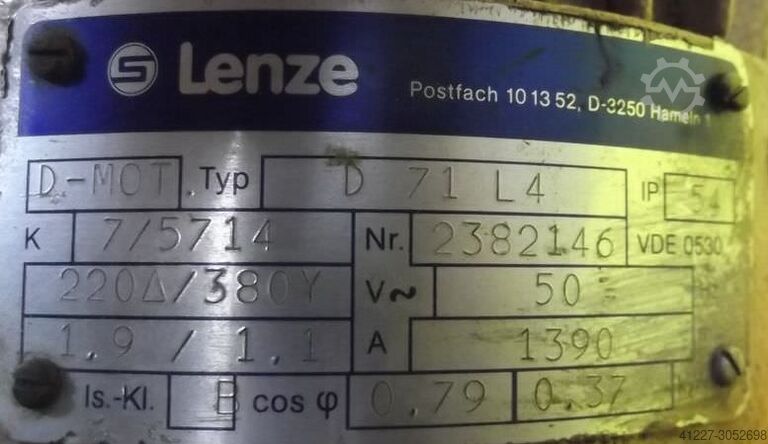 Lenze
Postfach 10 13 52, D-3250 Hameln 1
D.-MOT. Typ D 71 L4 IP 54
K 7/5714 Nr. 2382146 VDE 0530
220Δ/380Y V~ 50
1.9 / 1.1 A 1390
Is.-Kl. B cos φ 0.79 0.37
41227-3052698